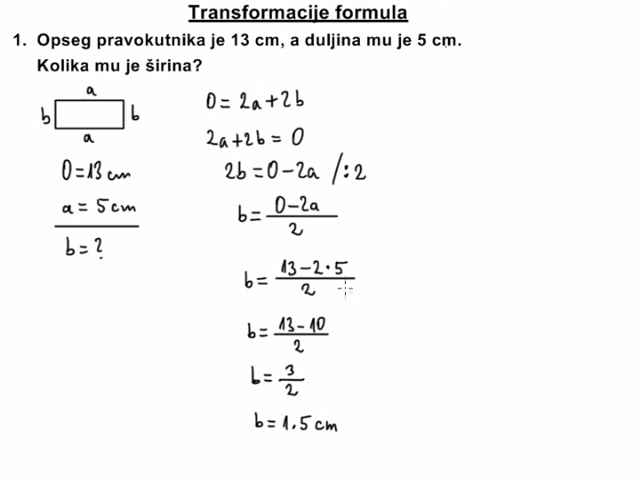 Transformacije formula
1. Opseg pravokutnika je 13 cm, a duljina mu je 5 cm.
Kolika mu je širina?
a
b b
a
O=13 cm
a = 5 cm
b = ?
O= 2a+2b
2a+2b = O
2b = O-2a /:2
b = O-2a / 2
b = 13-2·5 / 2
b = 13-10 / 2
b = 3 / 2
b = 1.5 cm